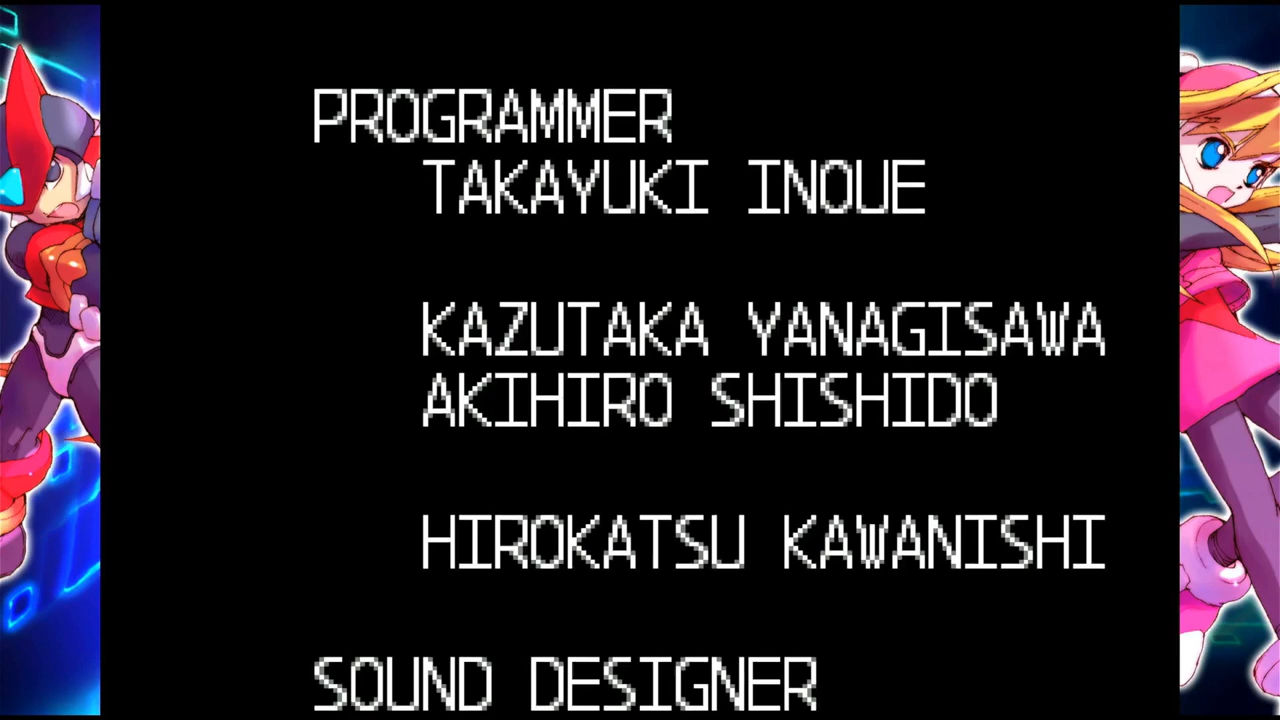 PROGRAMMER
TAKAYUKI INOUE
KAZUTAKA YANAGISAWA
AKIHIRO SHISHIDO
HIROKATSU KAWANISHI
SOUND DESIGNER